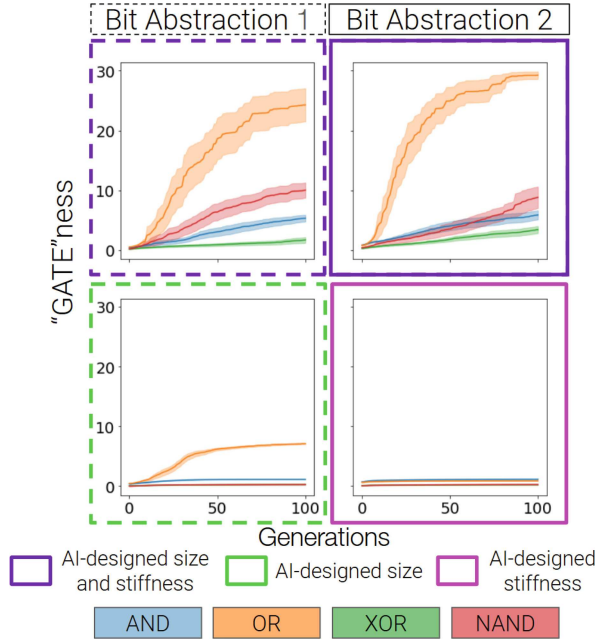 Bit Abstraction 1
Bit Abstraction 2
30
20
10
0
"GATE"ness
30
20
10
0
0
50
100
0
50
100
Generations
AI-designed size
and stiffness
AI-designed size
AI-designed
stiffness
AND
OR
XOR
NAND